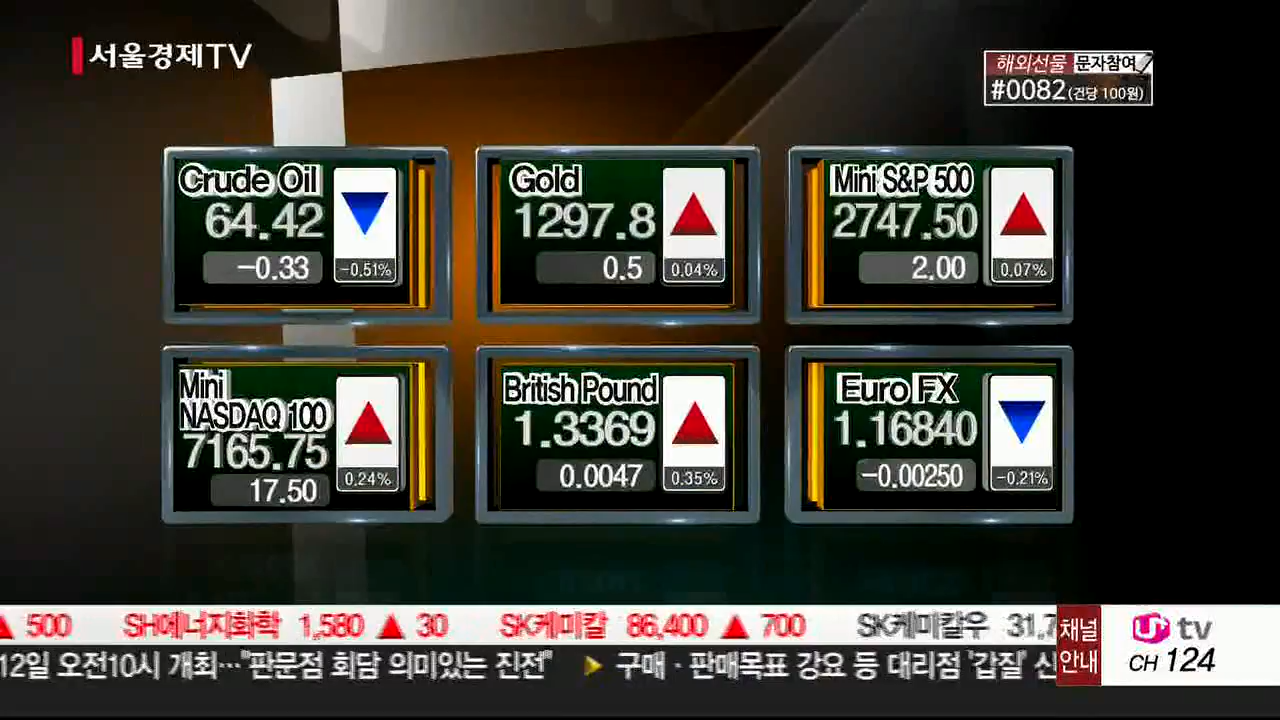 서울경제TV
해외선물 문자참여
#0082(건당 100원)
Crude Oil
64.42
-0.33
-0.51%
Gold
1297.8
0.5
0.04%
Mini S&P 500
2747.50
2.00
0.07%
Mini
NASDAQ 100
7165.75
17.50
0.24%
British Pound
1.3369
0.0047
0.35%
Euro FX
1.16840
-0.00250
-0.21%
▲ 500 SH에너지화학 1,580 ▲ 30 SK케미칼 86,400 ▲ 700 SK케미칼우 31,7
12일 오전10시 개최…"판문점 회담 의미있는 진전" ▶ 구매·판매목표 강요 등 대리점 '갑질' 신
채널
안내
U+ tv
CH 124